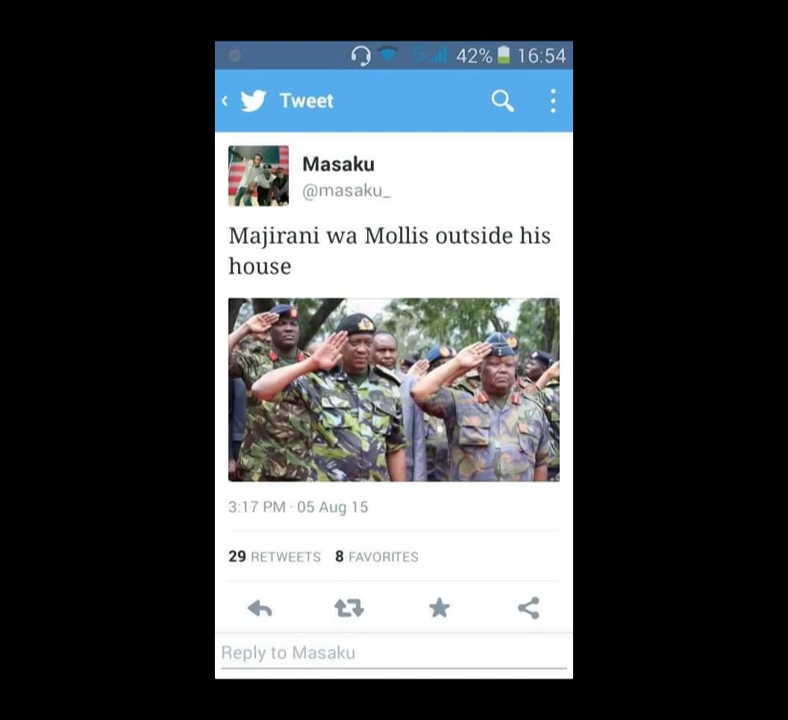 G 42% 16:54
Tweet
Masaku
@masaku_
Majirani wa Mollis outside his
house
3:17 PM · 05 Aug 15
29 RETWEETS 8 FAVORITES
Reply to Masaku